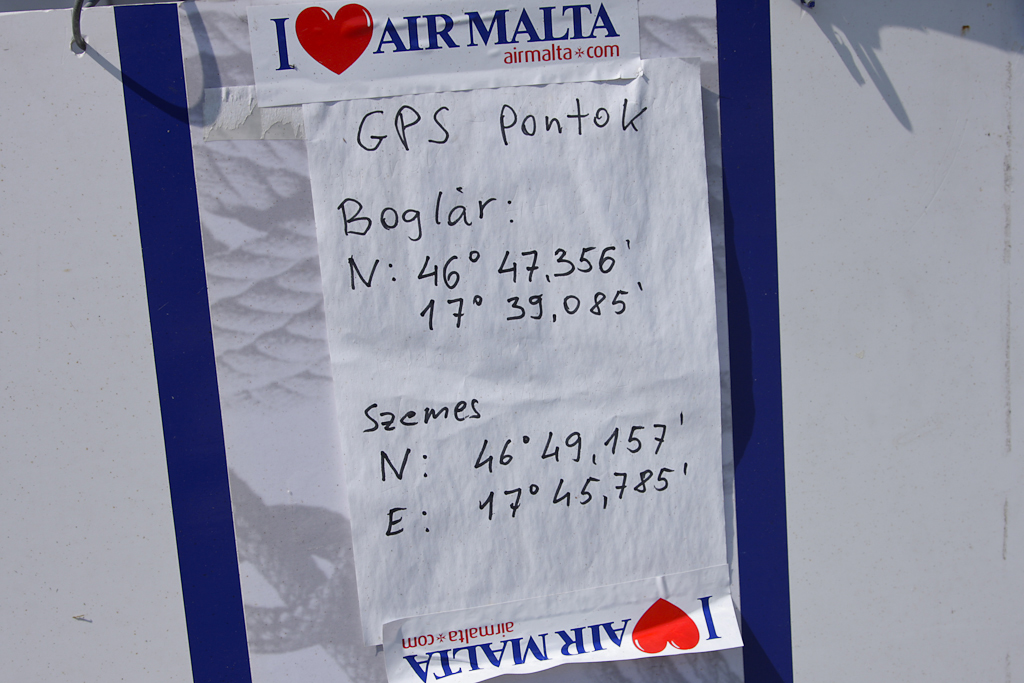 I ❤ AIR MALTA
airmalta.com
GPS Pontok
Boglár:
N: 46° 47,356'
17° 39,085'
Szemes
N: 46° 49,157'
E: 17° 45,785'
I ❤ AIR MALTA
airmalta.com